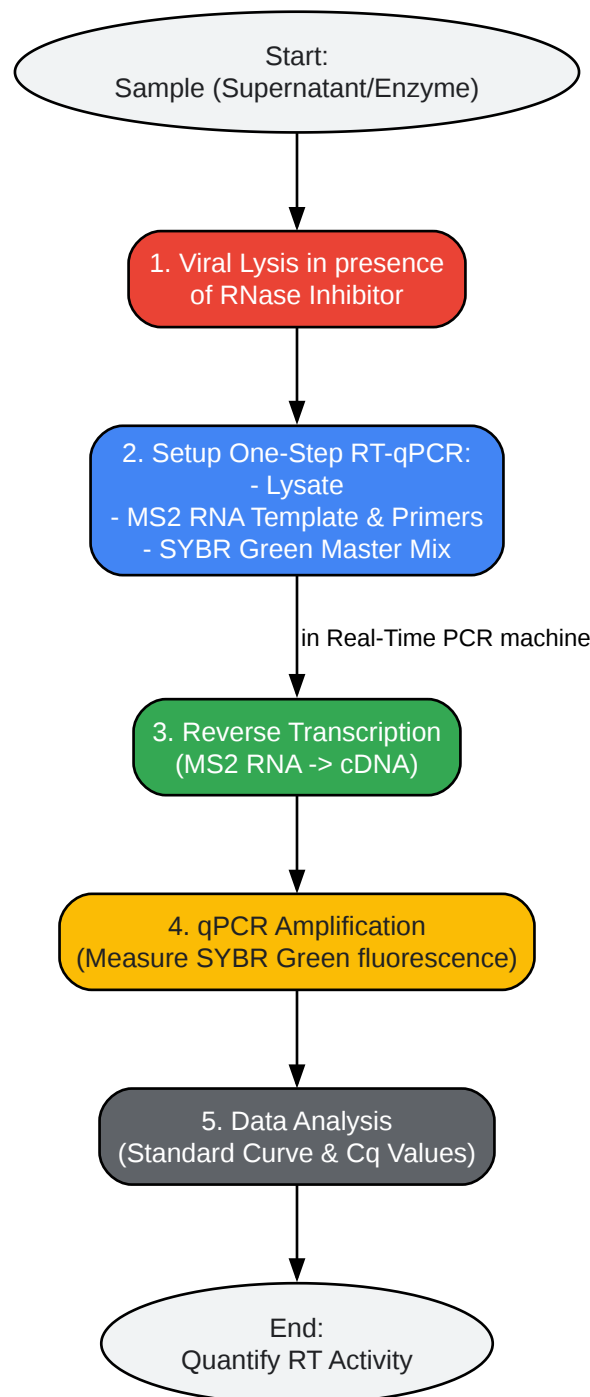 Start:
Sample (Supernatant/Enzyme)
1. Viral Lysis in presence
of RNase Inhibitor
2. Setup One-Step RT-qPCR:
- Lysate
- MS2 RNA Template & Primers
- SYBR Green Master Mix
in Real-Time PCR machine
3. Reverse Transcription
(MS2 RNA -> cDNA)
4. qPCR Amplification
(Measure SYBR Green fluorescence)
5. Data Analysis
(Standard Curve & Cq Values)
End:
Quantify RT Activity